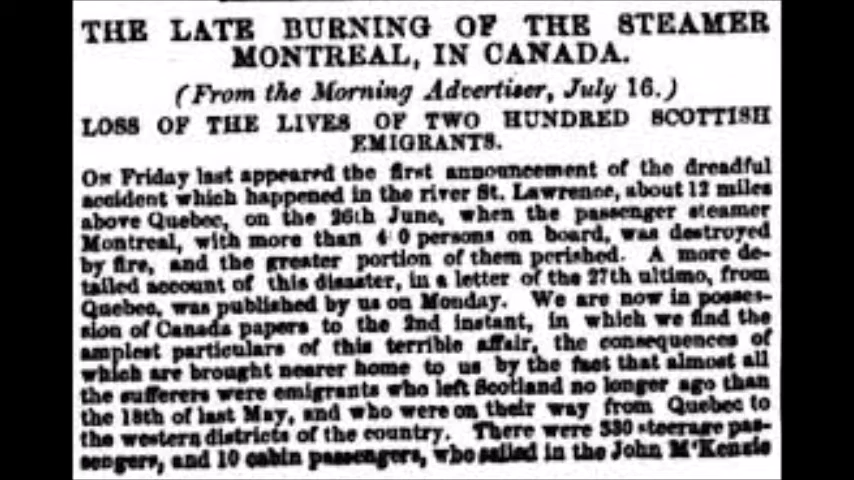 THE LATE BURNING OF THE STEAMER
MONTREAL, IN CANADA.
(From the Morning Advertiser, July 16.)
LOSS OF THE LIVES OF TWO HUNDRED SCOTTISH
EMIGRANTS.
On Friday last appeared the first announcement of the dreadful
accident which happened in the river St. Lawrence, about 12 miles
above Quebec, on the 26th June, when the passenger steamer
Montreal, with more than 4 0 persons on board, was destroyed
by fire, and the greater portion of them perished. A more de-
tailed account of this disaster, in a letter of the 27th ultimo, from
Quebec, was published by us on Monday. We are now in posses-
sion of Canada papers to the 2nd instant, in which we find the
amplest particulars of this terrible affair, the consequences of
which are brought nearer home to us by the fact that almost all
the sufferers were emigrants who left Scotland no longer ago than
the 18th of last May, and who were on their way from Quebec to
the western districts of the country. There were 330 steerage pas-
sengers, and 10 cabin passengers, who sailed in the John M'Kenzie